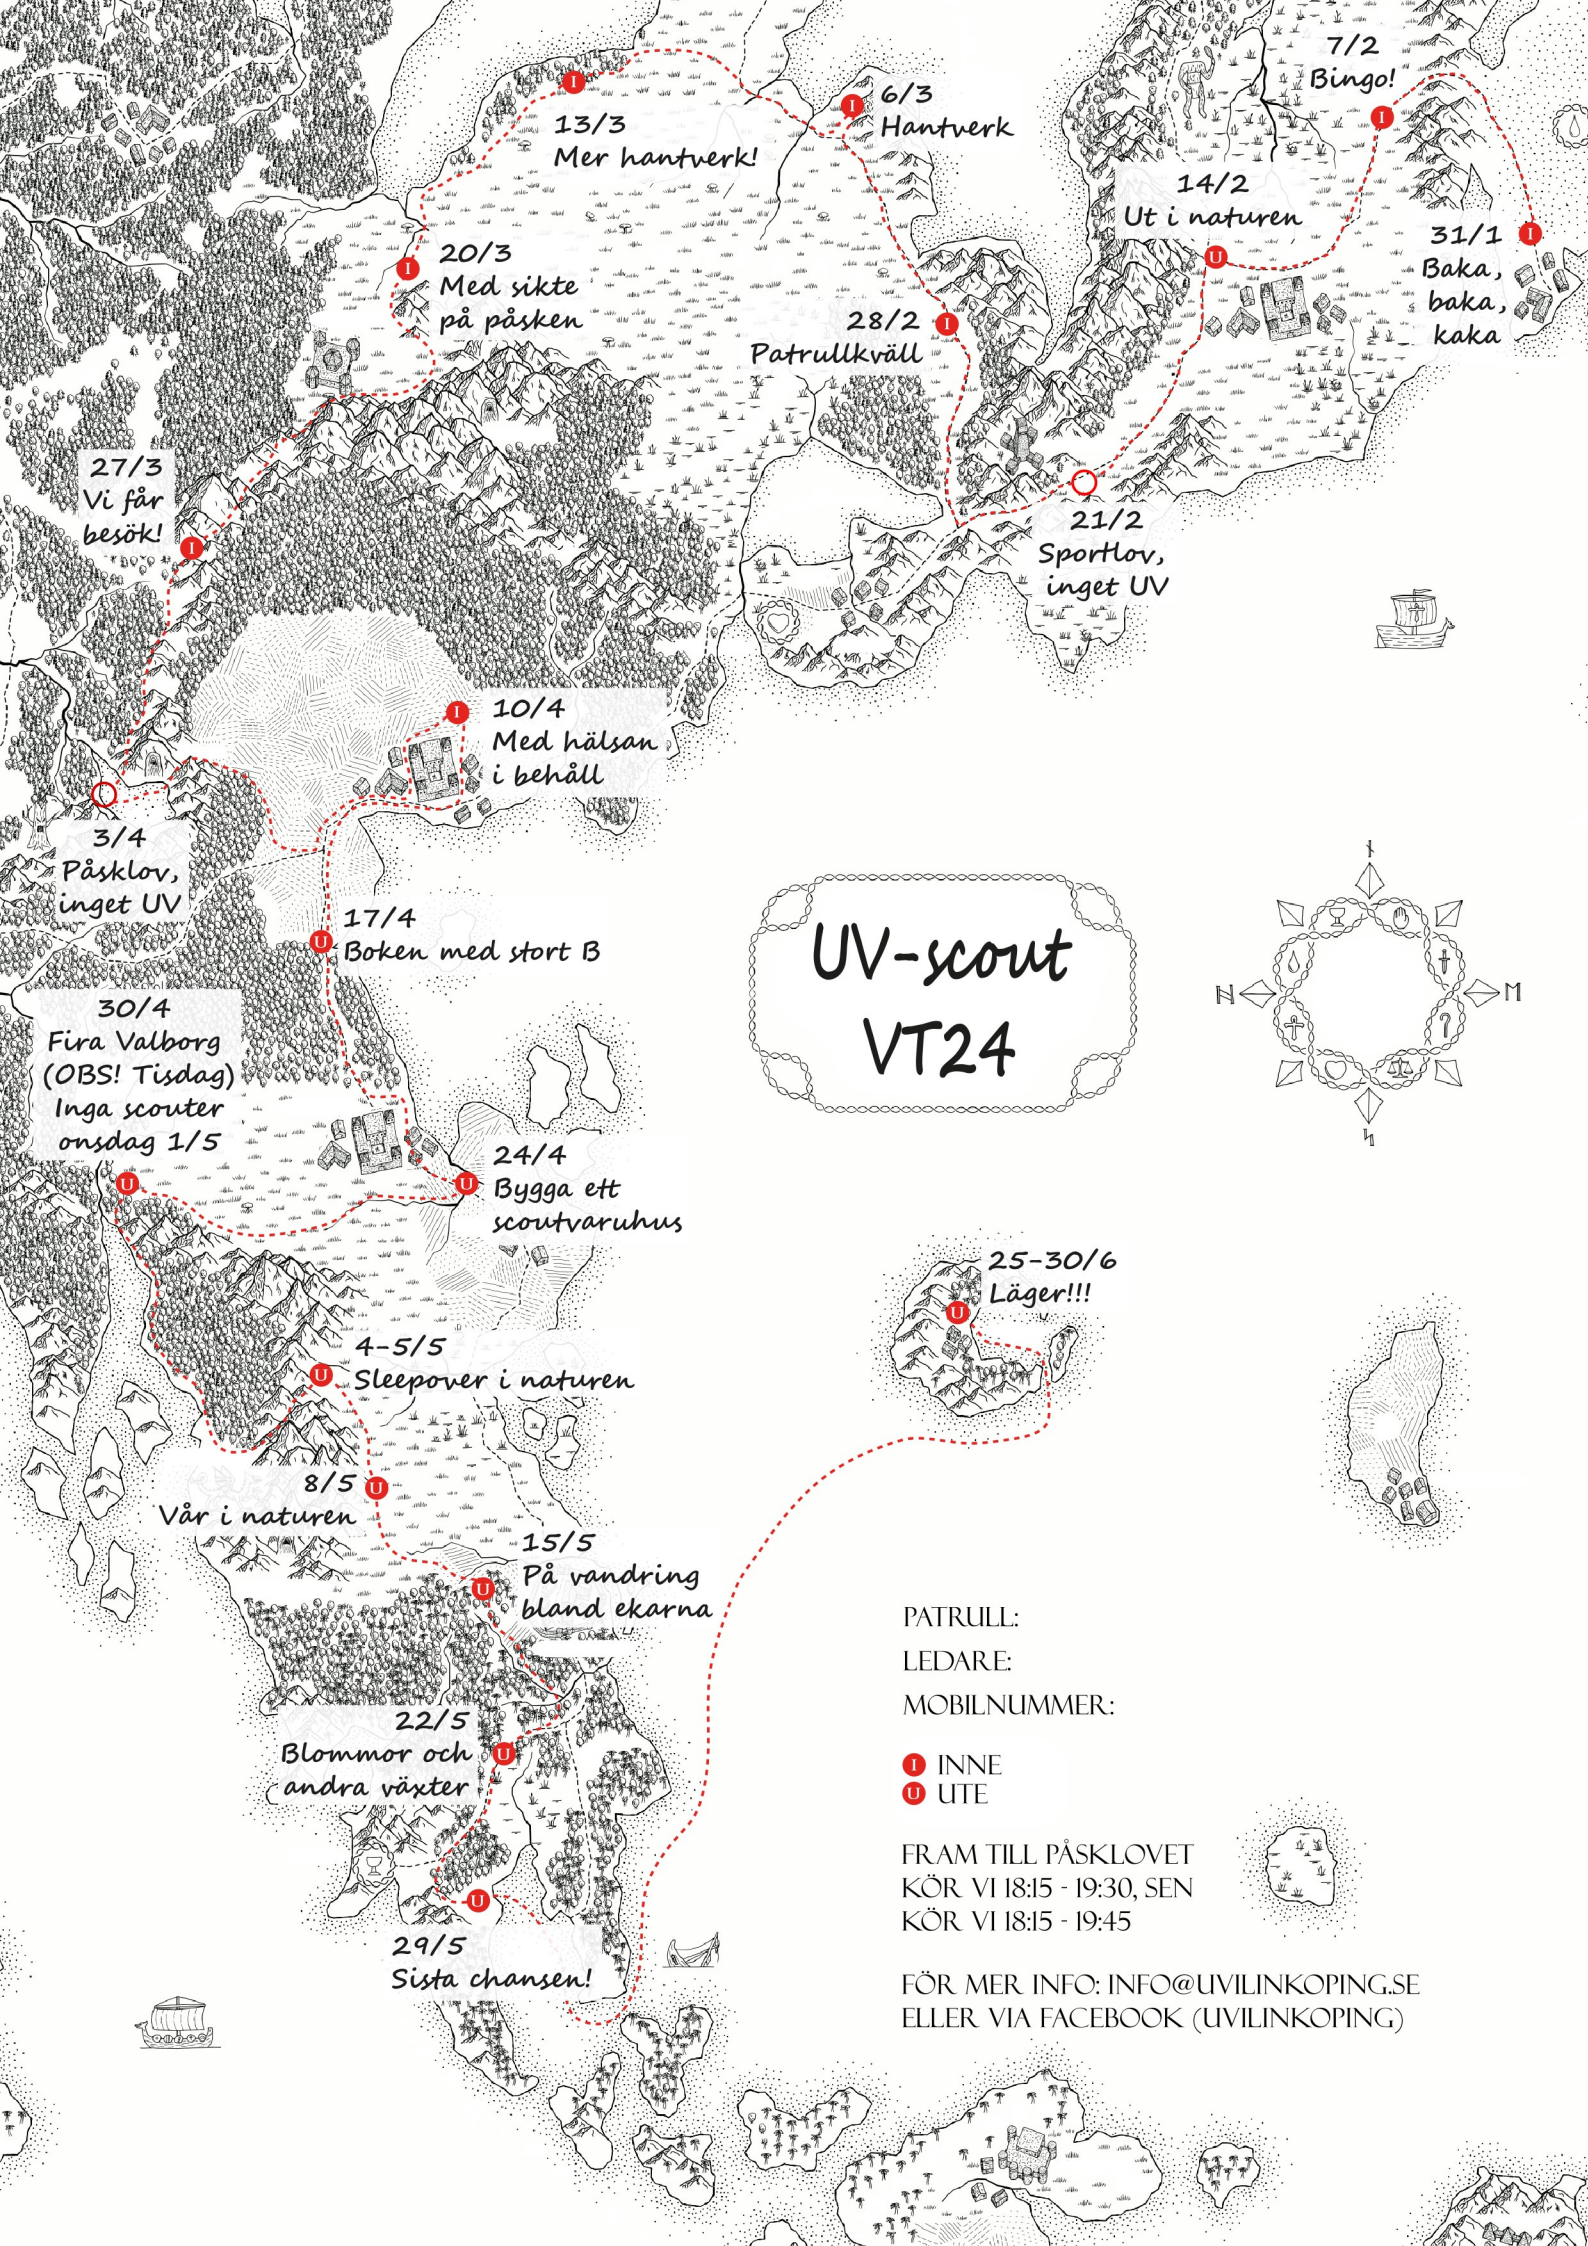 7/2
Bingo!
6/3
Hantverk
13/3
Mer hantverk!
14/2
Ut i naturen
31/1
Baka,
baka,
kaka
20/3
Med sikte
på påsken
28/2
Patrullkväll
27/3
Vi får
besök!
21/2
Sportlov,
inget UV
10/4
Med hälsan
i behåll
3/4
Påsklov,
inget UV
17/4
Boken med stort B
UV-scout
VT24
30/4
Fira Valborg
(OBS! Tisdag)
Inga scouter
onsdag 1/5
24/4
Bygga ett
scoutvaruhus
25-30/6
Läger!!!
4-5/5
Sleepover i naturen
8/5
Vår i naturen
15/5
På vandring
bland ekarna
22/5
Blommor och
andra växter
29/5
Sista chansen!
PATRULL:
LEDARE:
MOBILNUMMER:
I INNE
U UTE
FRAM TILL PÅSKLOVET
KÖR VI 18:15 - 19:30, SEN
KÖR VI 18:15 - 19:45
FÖR MER INFO: INFO@UVILINKOPING.SE
ELLER VIA FACEBOOK (UVILINKOPING)